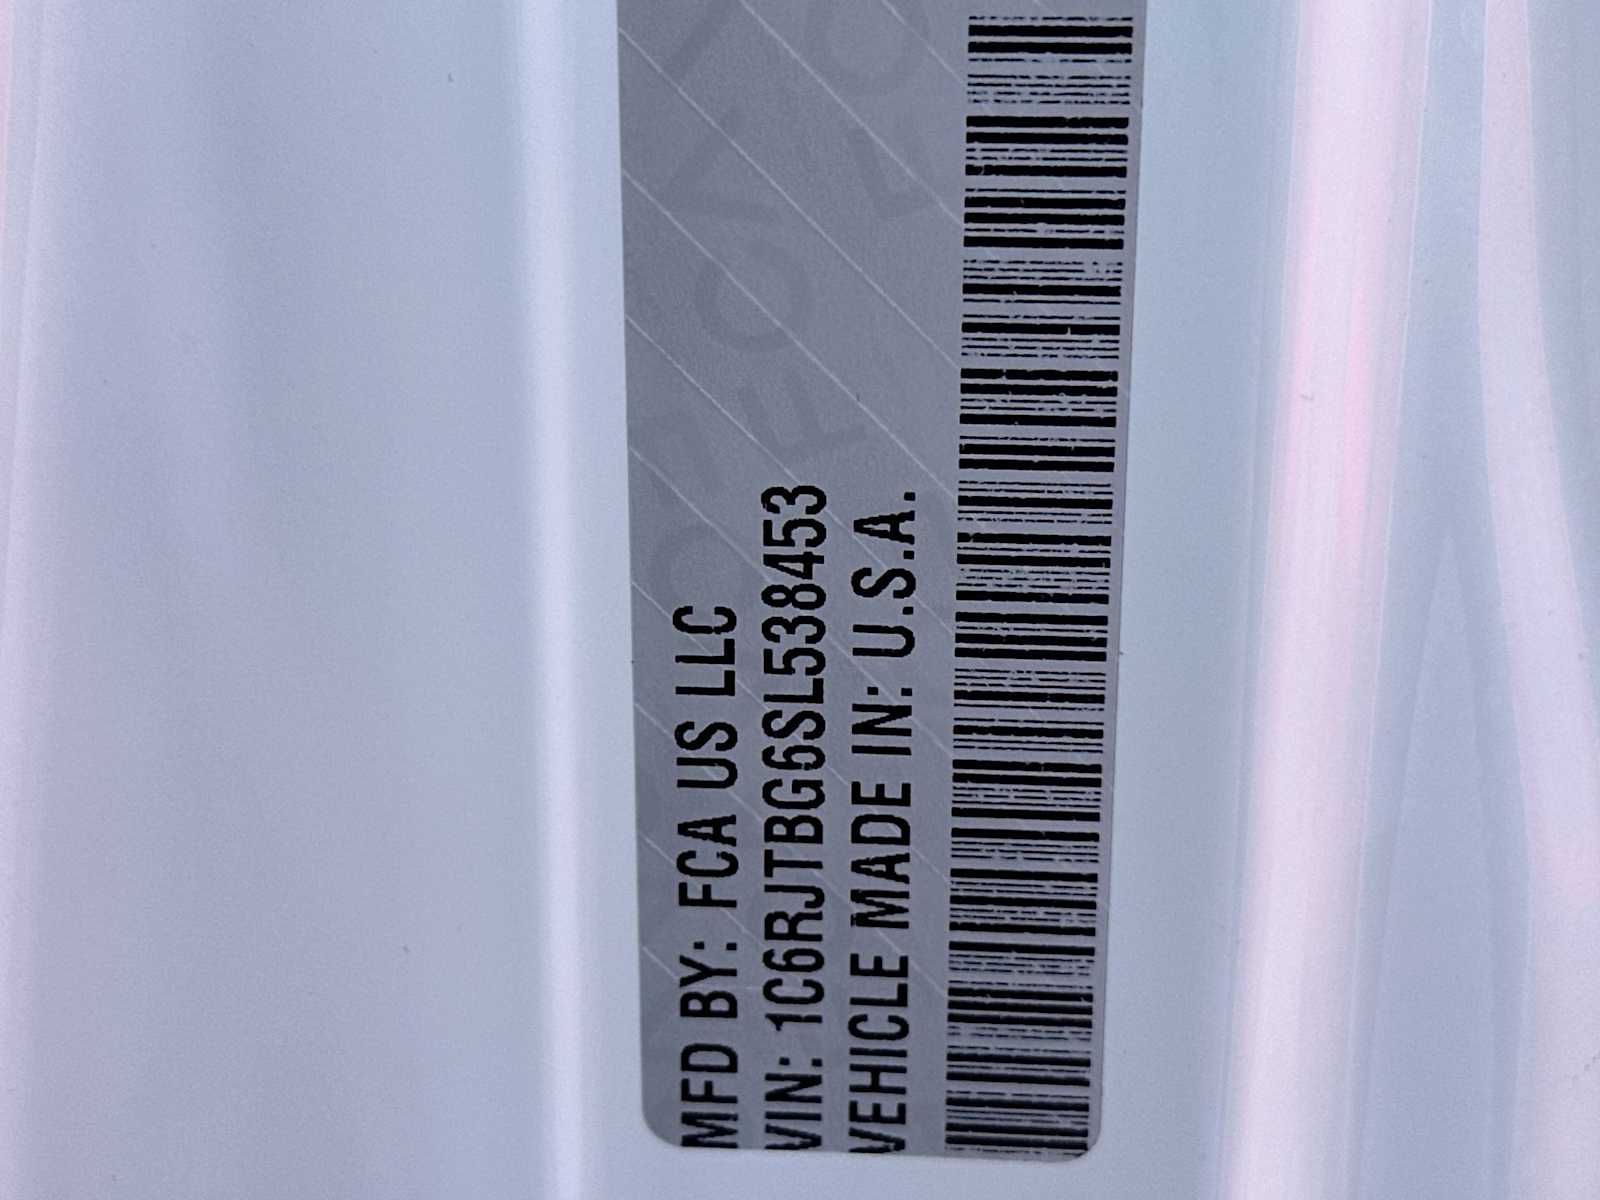 MFD BY: FCA US LLC
VIN: 1C6RJTBG6SL538453
VEHICLE MADE IN: U.S.A.